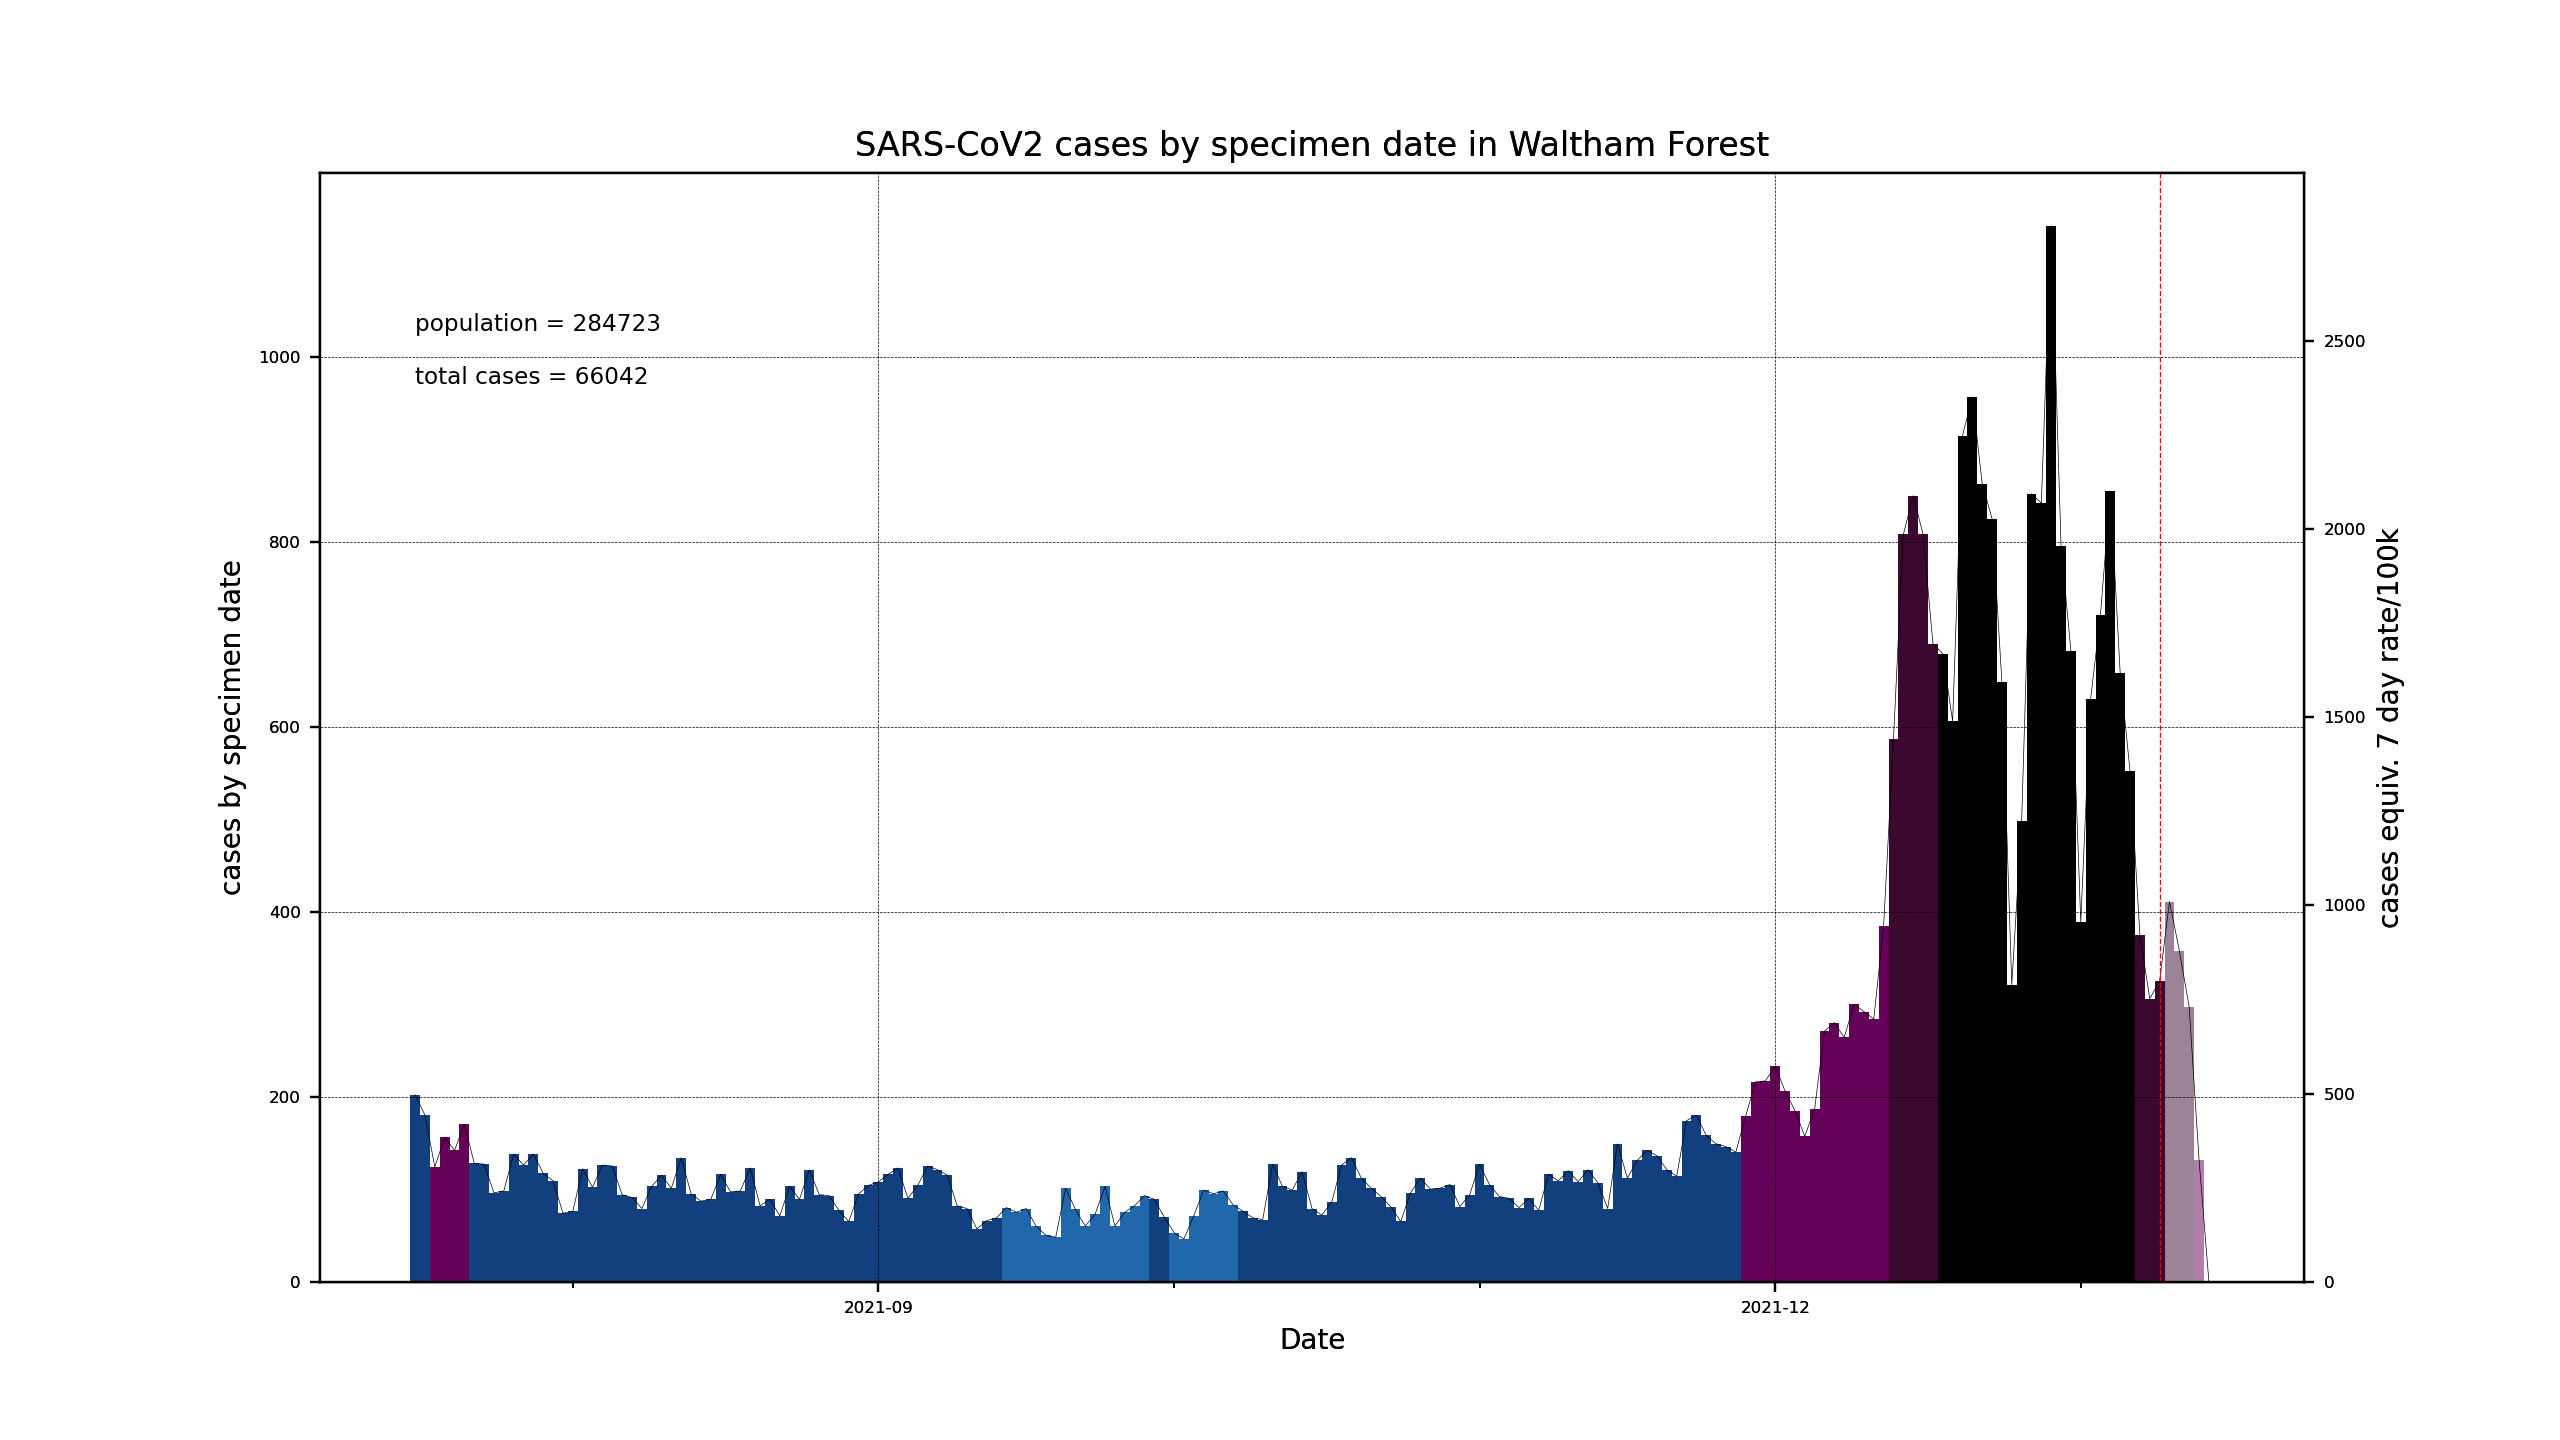 SARS-CoV2 cases by specimen date in Waltham Forest
population = 284723
total cases = 66042
cases by specimen date
1000
800
600
400
200
0
2500
2000
1500
1000
500
0
cases equiv. 7 day rate/100k
2021-09
2021-12
Date